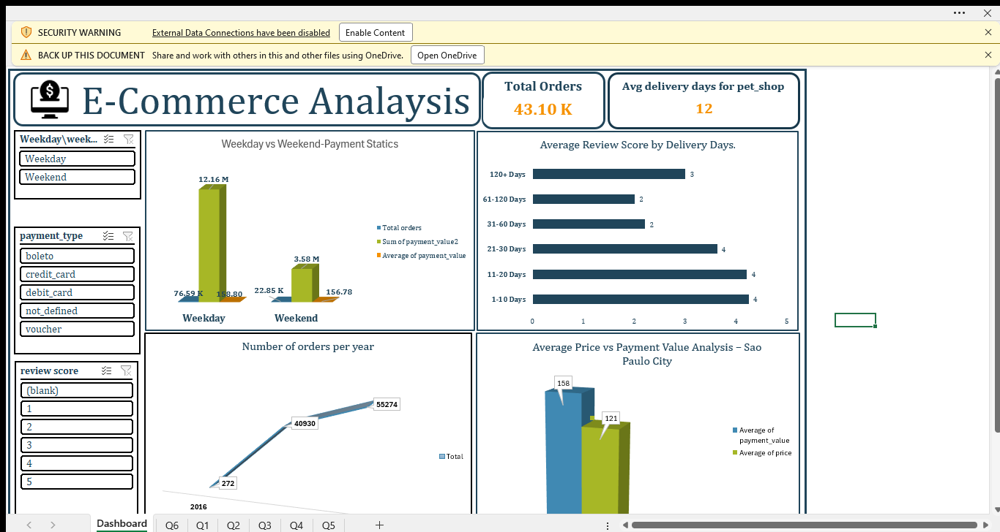 SECURITY WARNING External Data Connections have been disabled Enable Content
BACK UP THIS DOCUMENT Share and work with others in this and other files using OneDrive. Open OneDrive
E-Commerce Analaysis
Total Orders
43.10 K
Avg delivery days for pet_shop
12
Weekday\week...
Weekday
Weekend
payment_type
boleto
credit_card
debit_card
not_defined
voucher
review score
(blank)
1
2
3
4
5
Weekday vs Weekend-Payment Statics
12.16 M
3.58 M
76.59 K
158.80
22.85 K
156.78
Weekday
Weekend
Total orders
Sum of payment_value2
Average of payment_value
Average Review Score by Delivery Days.
120+ Days 3
61-120 Days 2
31-60 Days 2
21-30 Days 4
11-20 Days 4
1-10 Days 4
0 1 2 3 4 5
Number of orders per year
55274
40930
272
2016
Total
Average Price vs Payment Value Analysis – Sao
Paulo City
158
121
Average of
payment_value
Average of price
Dashboard Q6 Q1 Q2 Q3 Q4 Q5